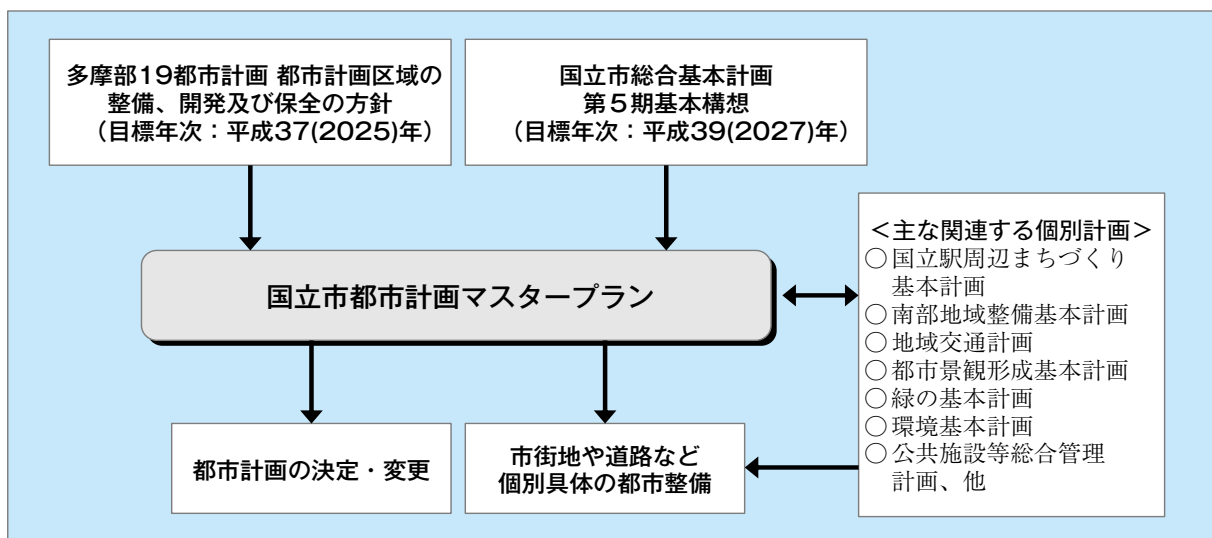 多摩部19都市計画 都市計画区域の
整備、開発及び保全の方針
（目標年次：平成37(2025)年）
国立市総合基本計画
第５期基本構想
（目標年次：平成39(2027)年）
国立市都市計画マスタープラン
＜主な関連する個別計画＞
○国立駅周辺まちづくり
基本計画
○南部地域整備基本計画
○地域交通計画
○都市景観形成基本計画
○緑の基本計画
○環境基本計画
○公共施設等総合管理
計画、他
都市計画の決定・変更
市街地や道路など
個別具体の都市整備